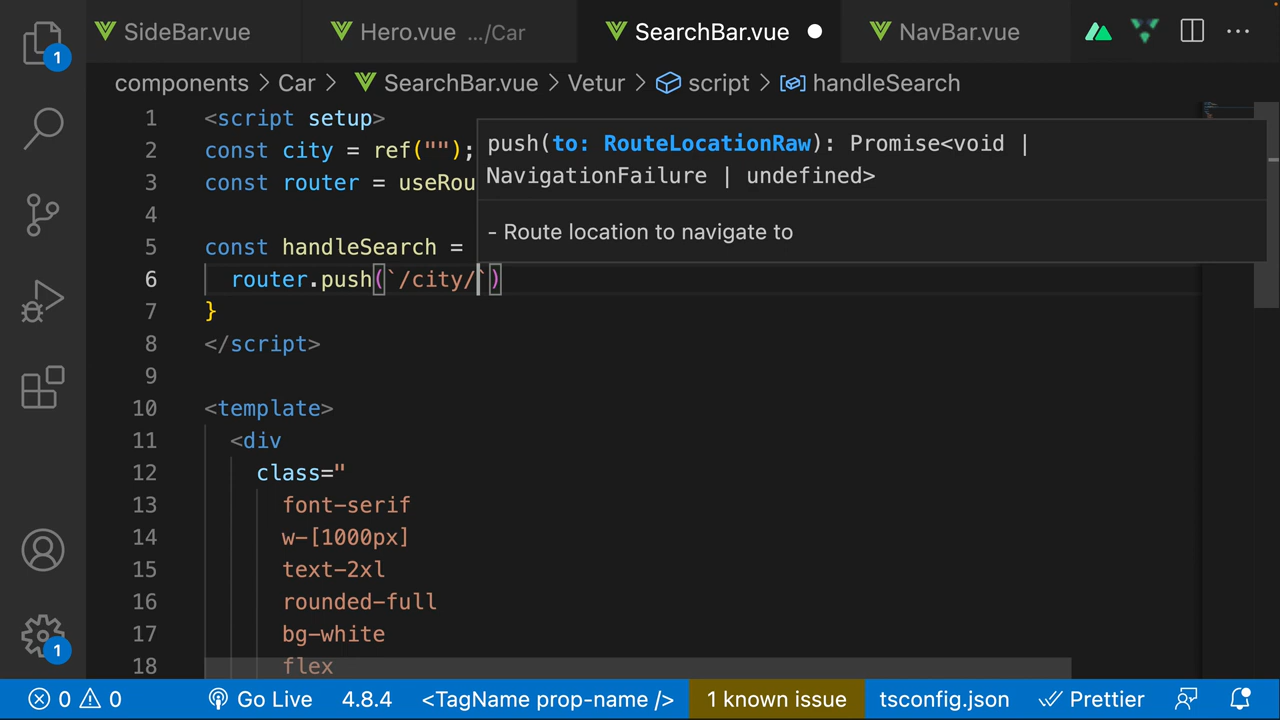 SideBar.vue Hero.vue .../Car SearchBar.vue NavBar.vue
components > Car > SearchBar.vue > Vetur > script > handleSearch
1 <script setup>
2 const city = ref("");
3 const router = useRou
4
5 const handleSearch =
6 router.push(`/city/`)
7 }
8 </script>
9
10 <template>
11 <div
12 class="
13 font-serif
14 w-[1000px]
15 text-2xl
16 rounded-full
17 bg-white
18 flex
push(to: RouteLocationRaw): Promise<void |
NavigationFailure | undefined>
- Route location to navigate to
1
1
0 0 Go Live 4.8.4 <TagName prop-name /> 1 known issue tsconfig.json Prettier